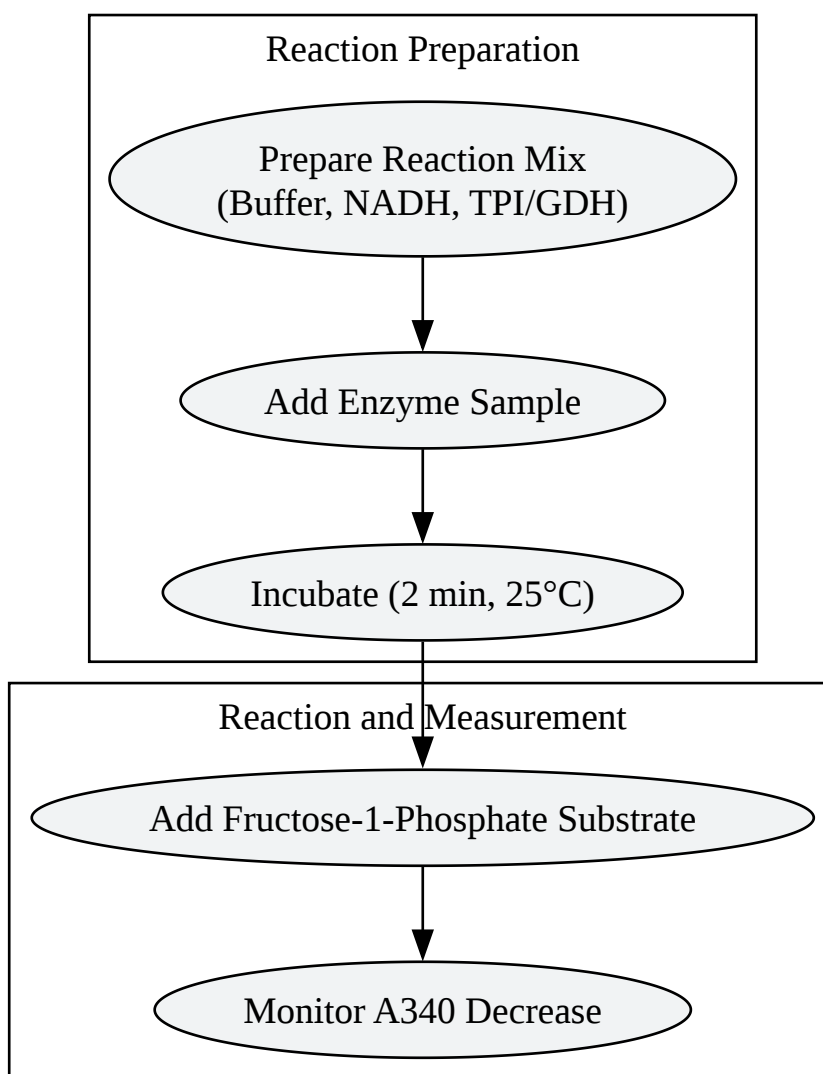 Reaction Preparation
Prepare Reaction Mix
(Buffer, NADH, TPI/GDH)
Add Enzyme Sample
Incubate (2 min, 25°C)
Reaction and Measurement
Add Fructose-1-Phosphate Substrate
Monitor A340 Decrease